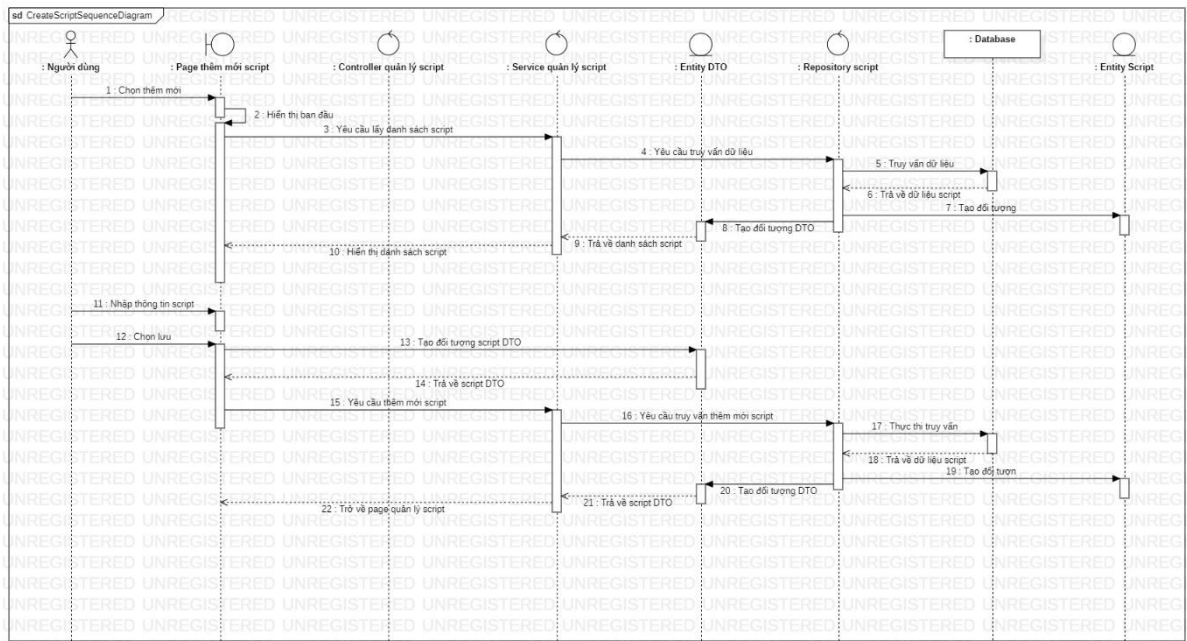 sd CreateScriptSequenceDiagram
: Người dùng
: Page thêm mới script
: Controller quản lý script
: Service quản lý script
: Entity DTO
: Repository script
: Database
: Entity Script
1 : Chọn thêm mới
2 : Hiển thị ban đầu
3 : Yêu cầu lấy danh sách script
4 : Yêu cầu truy vấn dữ liệu
5 : Truy vấn dữ liệu
6 : Trả về dữ liệu script
7 : Tạo đối tượng
8 : Tạo đối tượng DTO
9 : Trả về danh sách script
10 : Hiển thị danh sách script
11 : Nhập thông tin script
12 : Chọn lưu
13 : Tạo đối tượng script DTO
14 : Trả về script DTO
15 : Yêu cầu thêm mới script
16 : Yêu cầu truy vấn thêm mới script
17 : Thực thi truy vấn
18 : Trả về dữ liệu script
19 : Tạo đối tượn
20 : Tạo đối tượng DTO
21 : Trả về script DTO
22 : Trở về page quản lý script
UNREGISTERED